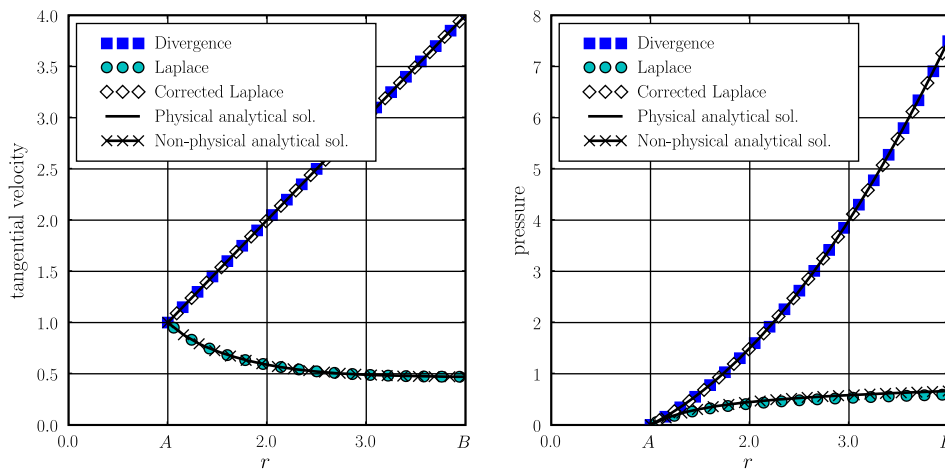 4.0
3.5
3.0
2.5
2.0
1.5
1.0
0.5
0.0
tangential velocity
Divergence
Laplace
Corrected Laplace
Physical analytical sol.
Non-physical analytical sol.
0.0
A
2.0
3.0
B
r
8
7
6
5
4
3
2
1
0
pressure
Divergence
Laplace
Corrected Laplace
Physical analytical sol.
Non-physical analytical sol.
0.0
A
2.0
3.0
r